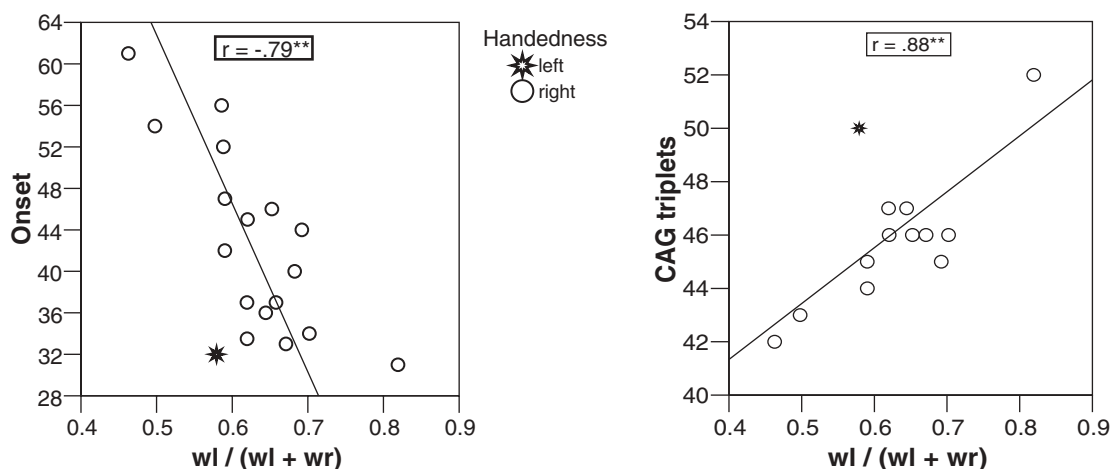 64
60
56
52
48
44
40
36
32
28
Onset
r = -.79**
0.4 0.5 0.6 0.7 0.8 0.9
wl / (wl + wr)
Handedness
left
right
54
52
50
48
46
44
42
40
CAG triplets
r = .88**
0.4 0.5 0.6 0.7 0.8 0.9
wl / (wl + wr)